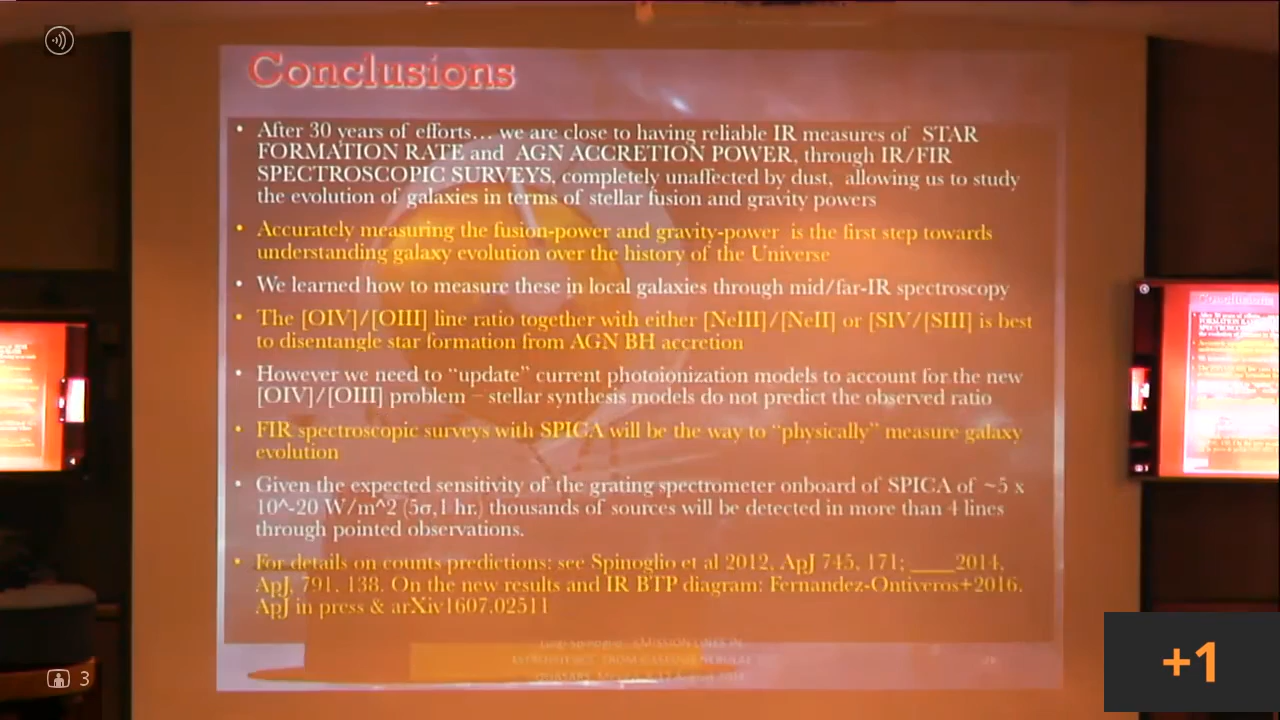 Conclusions
• After 30 years of efforts… we are close to having reliable IR measures of STAR
FORMATION RATE and AGN ACCRETION POWER, through IR/FIR
SPECTROSCOPIC SURVEYS, completely unaffected by dust, allowing us to study
the evolution of galaxies in terms of stellar fusion and gravity powers
• Accurately measuring the fusion-power and gravity-power is the first step towards
understanding galaxy evolution over the history of the Universe
• We learned how to measure these in local galaxies through mid/far-IR spectroscopy
• The [OIV]/[OIII] line ratio together with either [NeIII]/[NeII] or [SIV/[SIII] is best
to disentangle star formation from AGN BH accretion
• However we need to “update” current photoionization models to account for the new
[OIV]/[OIII] problem – stellar synthesis models do not predict the observed ratio
• FIR spectroscopic surveys with SPICA will be the way to “physically” measure galaxy
evolution
• Given the expected sensitivity of the grating spectrometer onboard of SPICA of ~5 x
10^-20 W/m^2 (5σ,1 hr.) thousands of sources will be detected in more than 4 lines
through pointed observations.
• For details on counts predictions: see Spinoglio et al 2012, ApJ 745, 171; ____2014,
ApJ, 791, 138. On the new results and IR BTP diagram: Fernandez-Ontiveros+2016,
ApJ in press & arXiv1607.02511
EMISSION LINES IN
3
+1